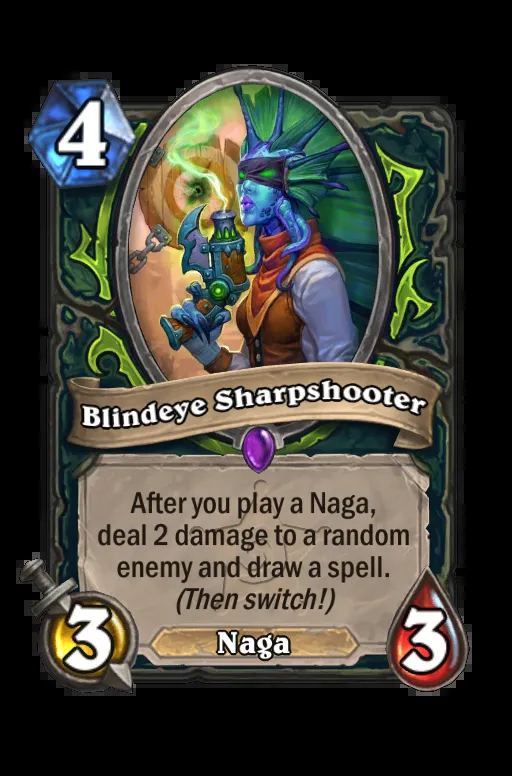 4
Blindeye Sharpshooter
After you play a Naga,
deal 2 damage to a random
enemy and draw a spell.
(Then switch!)
3
Naga
3